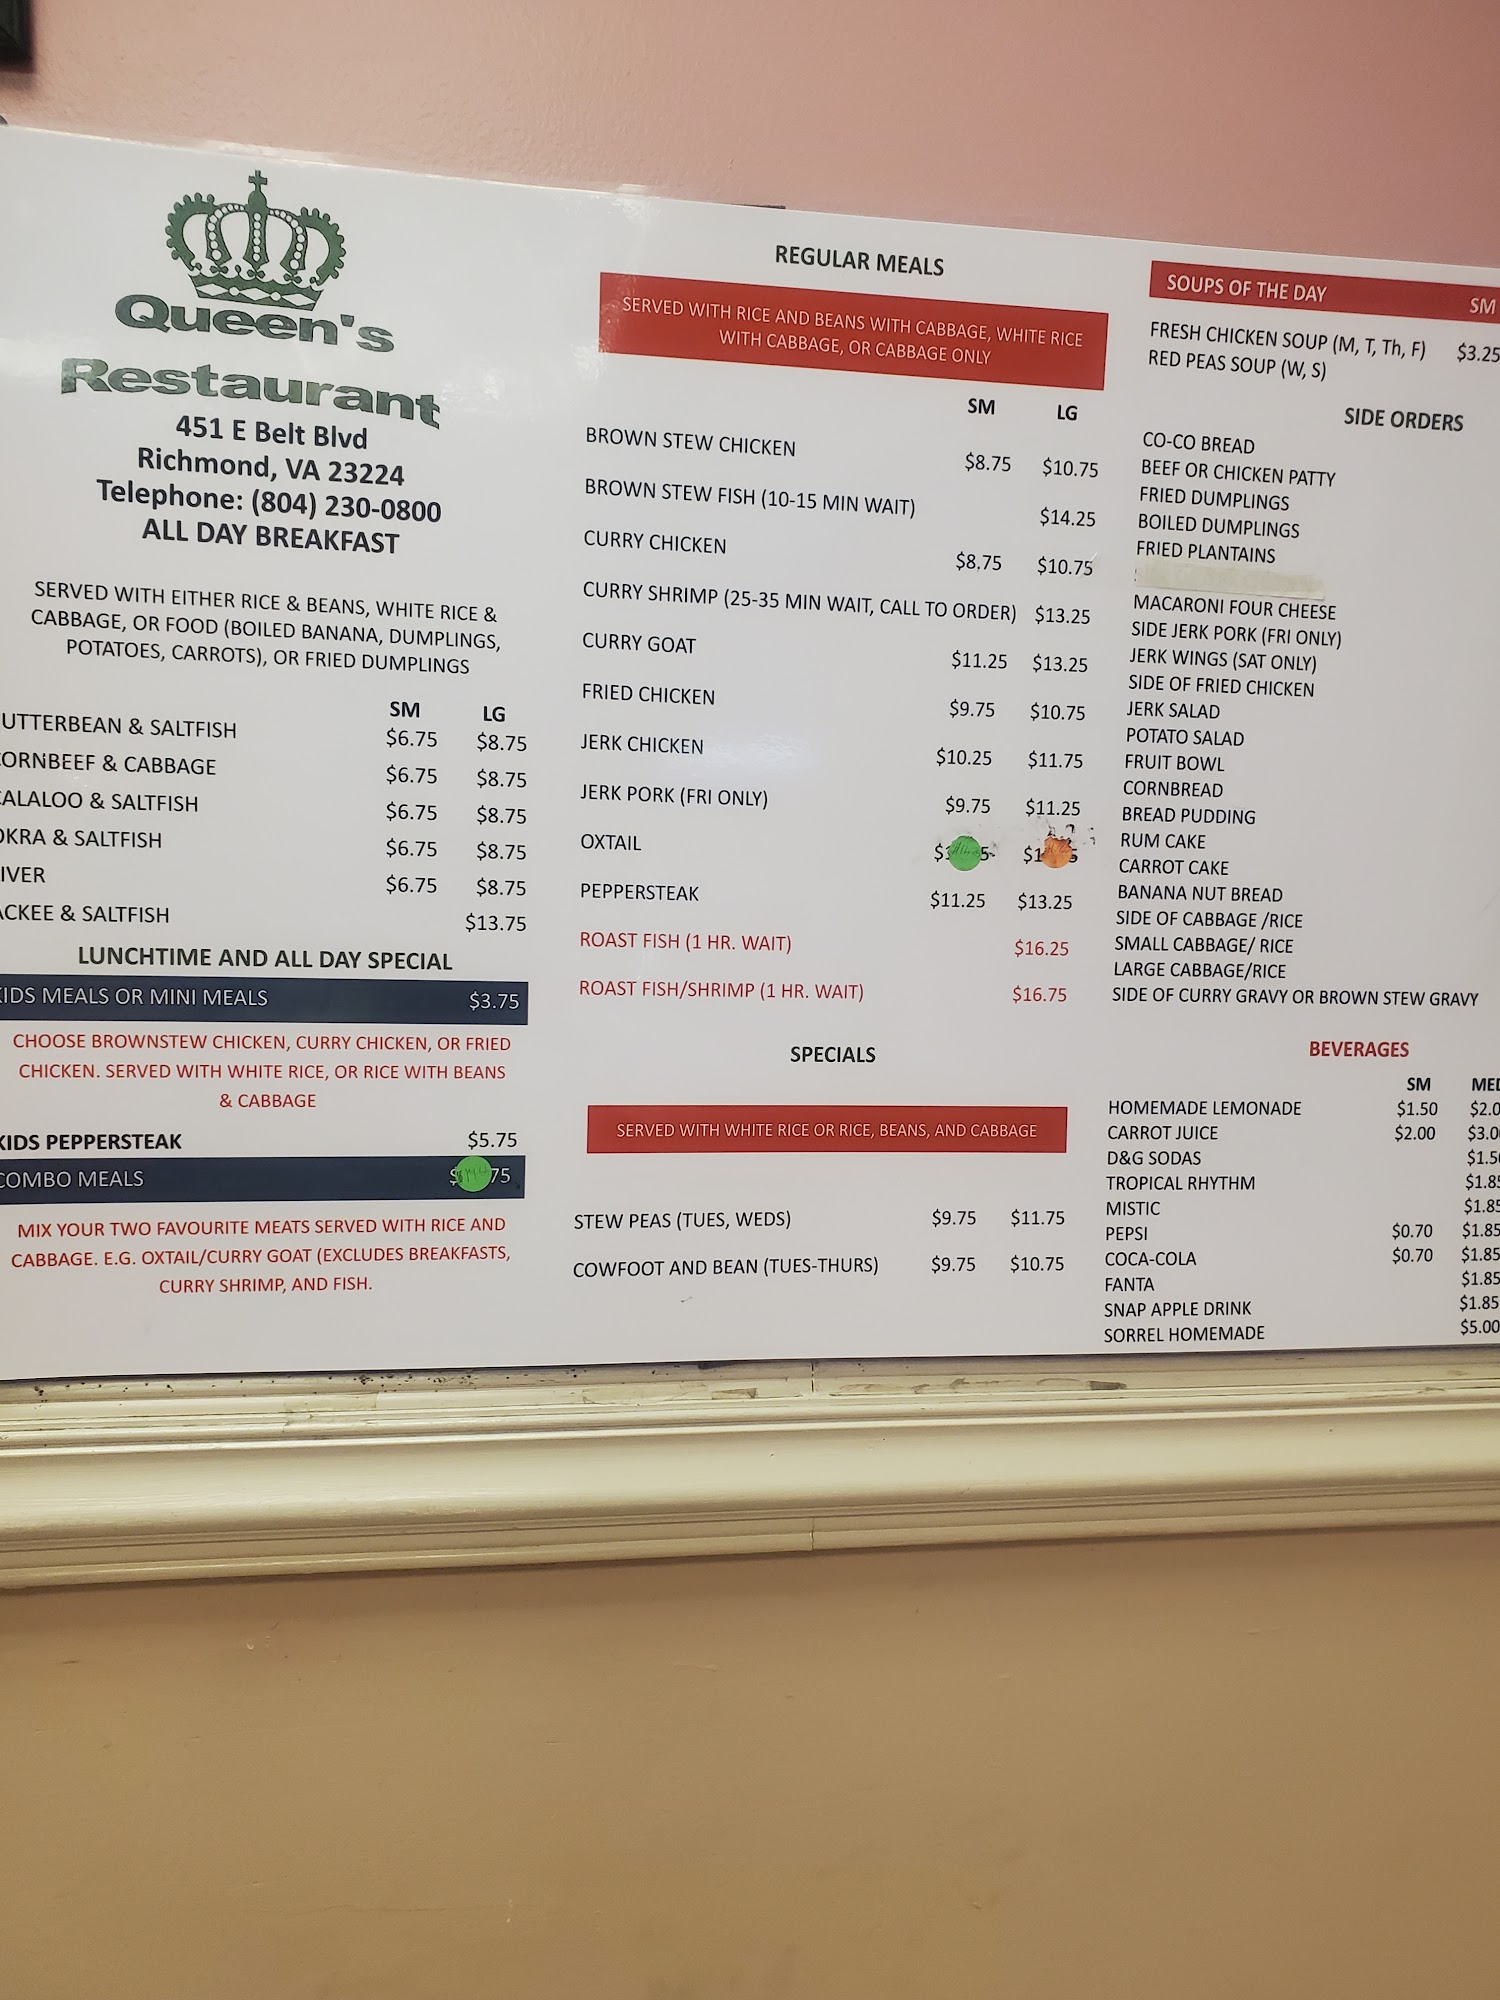 Queen's
Restaurant
451 E Belt Blvd
Richmond, VA 23224
Telephone: (804) 230-0800
ALL DAY BREAKFAST
SERVED WITH EITHER RICE & BEANS, WHITE RICE &
CABBAGE, OR FOOD (BOILED BANANA, DUMPLINGS,
POTATOES, CARROTS), OR FRIED DUMPLINGS
SM LG
UTTERBEAN & SALTFISH $6.75 $8.75
ORNBEEF & CABBAGE $6.75 $8.75
ALALOO & SALTFISH $6.75 $8.75
OKRA & SALTFISH $6.75 $8.75
IVER $6.75 $8.75
ACKEE & SALTFISH $13.75
LUNCHTIME AND ALL DAY SPECIAL
KIDS MEALS OR MINI MEALS $3.75
CHOOSE BROWNSTEW CHICKEN, CURRY CHICKEN, OR FRIED
CHICKEN. SERVED WITH WHITE RICE, OR RICE WITH BEANS
& CABBAGE
KIDS PEPPERSTEAK $5.75
COMBO MEALS
MIX YOUR TWO FAVOURITE MEATS SERVED WITH RICE AND
CABBAGE. E.G. OXTAIL/CURRY GOAT (EXCLUDES BREAKFASTS,
CURRY SHRIMP, AND FISH.
REGULAR MEALS
SERVED WITH RICE AND BEANS WITH CABBAGE, WHITE RICE
WITH CABBAGE, OR CABBAGE ONLY
SM LG
BROWN STEW CHICKEN $8.75 $10.75
BROWN STEW FISH (10-15 MIN WAIT) $14.25
CURRY CHICKEN $8.75 $10.75
CURRY SHRIMP (25-35 MIN WAIT, CALL TO ORDER) $13.25
CURRY GOAT $11.25 $13.25
FRIED CHICKEN $9.75 $10.75
JERK CHICKEN $10.25 $11.75
JERK PORK (FRI ONLY) $9.75 $11.25
OXTAIL
PEPPERSTEAK $11.25 $13.25
ROAST FISH (1 HR. WAIT) $16.25
ROAST FISH/SHRIMP (1 HR. WAIT) $16.75
SPECIALS
SERVED WITH WHITE RICE OR RICE, BEANS, AND CABBAGE
STEW PEAS (TUES, WEDS) $9.75 $11.75
COWFOOT AND BEAN (TUES-THURS) $9.75 $10.75
SOUPS OF THE DAY SM
FRESH CHICKEN SOUP (M, T, Th, F) $3.25
RED PEAS SOUP (W, S)
SIDE ORDERS
CO-CO BREAD
BEEF OR CHICKEN PATTY
FRIED DUMPLINGS
BOILED DUMPLINGS
FRIED PLANTAINS
MACARONI FOUR CHEESE
SIDE JERK PORK (FRI ONLY)
JERK WINGS (SAT ONLY)
SIDE OF FRIED CHICKEN
JERK SALAD
POTATO SALAD
FRUIT BOWL
CORNBREAD
BREAD PUDDING
RUM CAKE
CARROT CAKE
BANANA NUT BREAD
SIDE OF CABBAGE /RICE
SMALL CABBAGE/ RICE
LARGE CABBAGE/RICE
SIDE OF CURRY GRAVY OR BROWN STEW GRAVY
BEVERAGES
SM MED
HOMEMADE LEMONADE $1.50 $2.0
CARROT JUICE $2.00 $3.0
D&G SODAS $1.5
TROPICAL RHYTHM $1.85
MISTIC $1.85
PEPSI $0.70 $1.85
COCA-COLA $0.70 $1.85
FANTA $1.85
SNAP APPLE DRINK $1.85
SORREL HOMEMADE $5.00